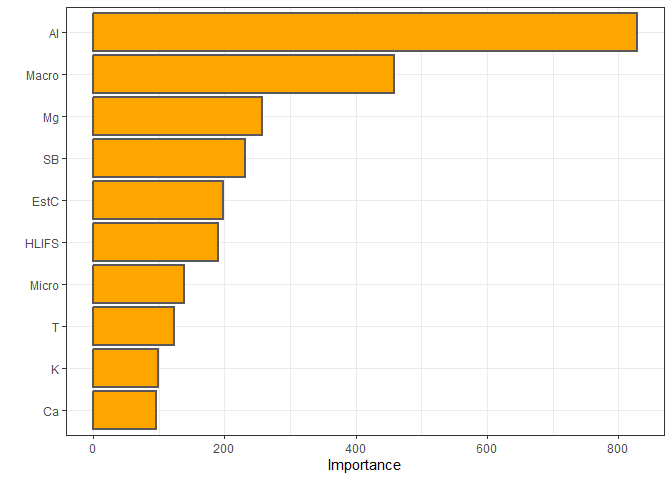 Al
Macro
Mg
SB
EstC
HLIFS
Micro
T
K
Ca
0 200 400 600 800
Importance